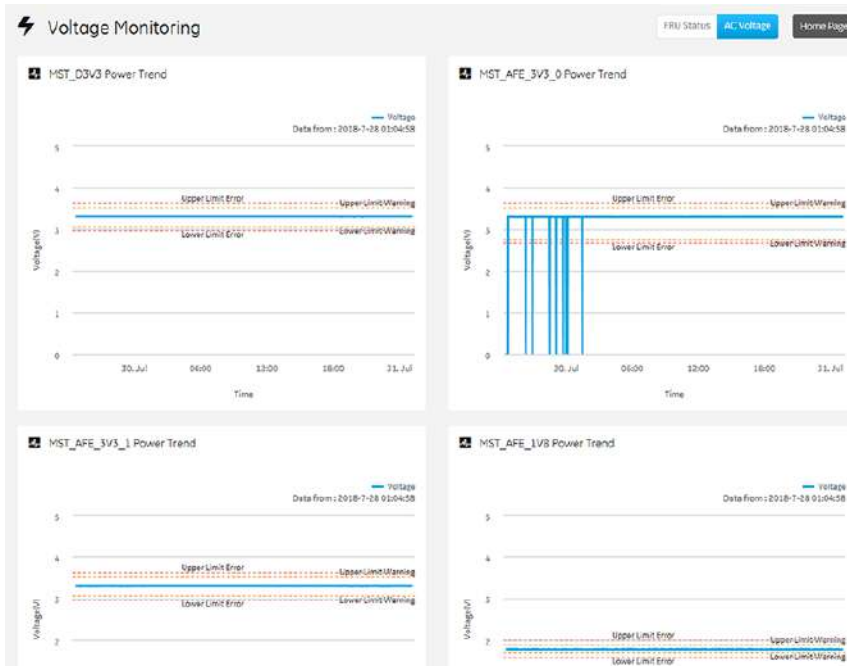 Voltage Monitoring
FRU Status AC Voltage Home Page
MST_D3V3 Power Trend
Voltage
Data from : 2018-7-28 01:04:58
5
4
3
2
1
0
Voltage(V)
Upper Limit Error
Upper Limit Warning
Lower Limit Error
Lower Limit Warning
30. Jul 06:00 12:00 18:00 31. Jul
Time
MST_AFE_3V3_0 Power Trend
Voltage
Data from : 2018-7-28 01:04:58
5
4
3
2
1
0
Voltage(V)
Upper Limit Error
Upper Limit Warning
Lower Limit Error
Lower Limit Warning
30. Jul 06:00 12:00 18:00 31. Jul
Time
MST_AFE_3V3_1 Power Trend
Voltage
Data from : 2018-7-28 01:04:58
5
4
3
2
Voltage(V)
Upper Limit Error
Upper Limit Warning
Lower Limit Error
Lower Limit Warning
MST_AFE_1V8 Power Trend
Voltage
Data from : 2018-7-28 01:04:58
5
4
3
2
Voltage(V)
Upper Limit Error
Upper Limit Warning
Lower Limit Error
Lower Limit Warning